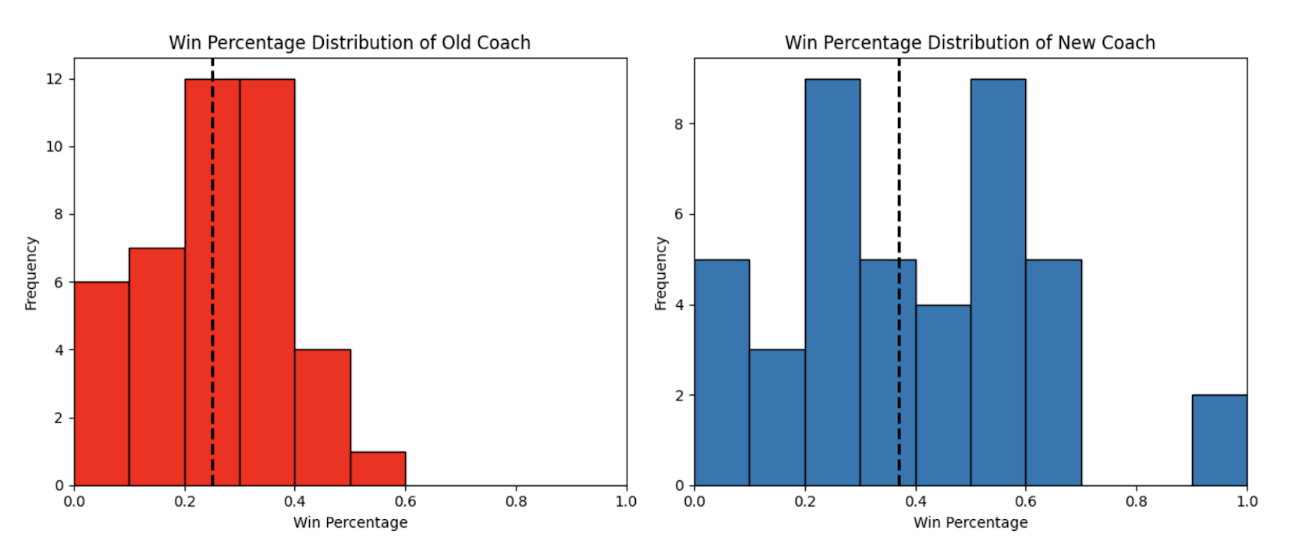 Win Percentage Distribution of Old Coach
12
10
8
6
4
2
0
Frequency
0.0 0.2 0.4 0.6 0.8 1.0
Win Percentage
Win Percentage Distribution of New Coach
8
6
4
2
0
Frequency
0.0 0.2 0.4 0.6 0.8 1.0
Win Percentage